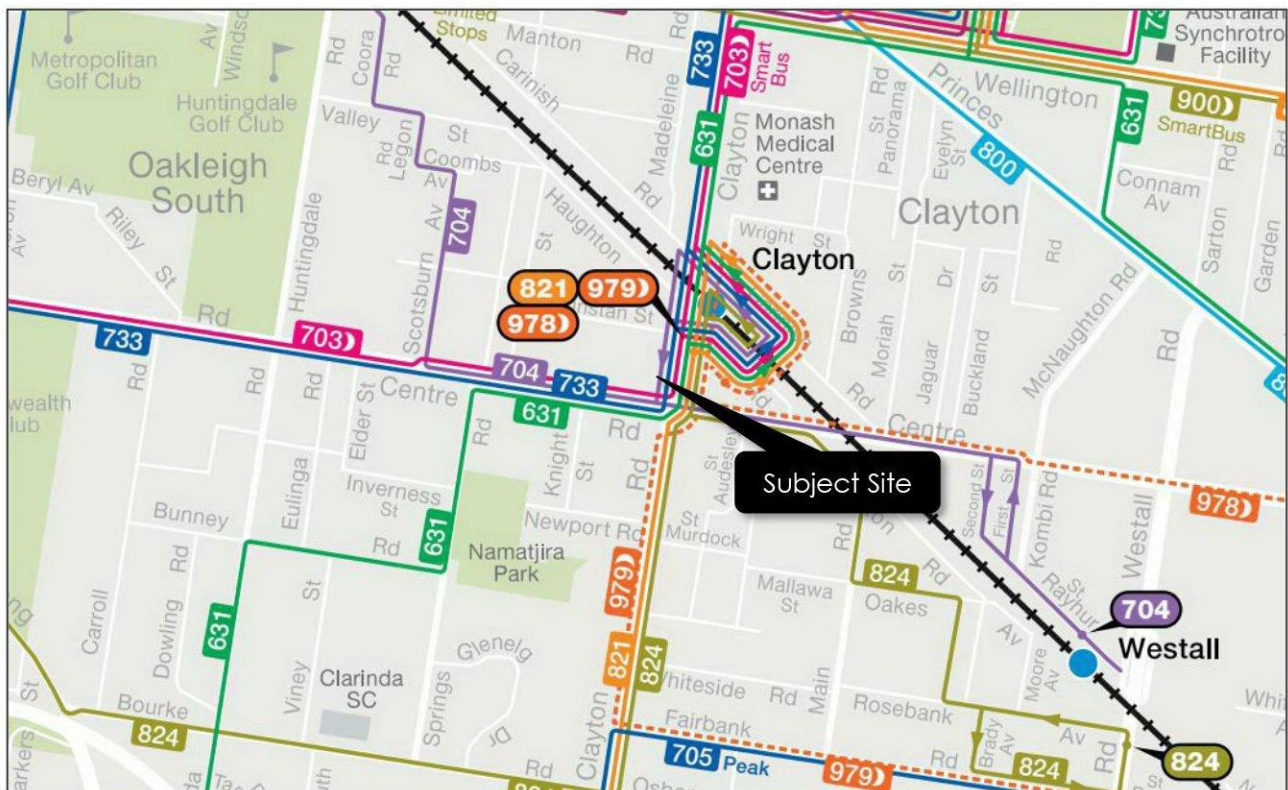 Metropolitan
Golf Club
Av
Windsor
Rd
Coora
Rd
Limited
Stops
Manton
Rd
Carinish
733
703
Smart
Bus
Princes
Australian
Synchrotron
Facility
Wellington
900
SmartBus
631
Huntingdale
Golf Club
Valley
Rd
Legon
St
Coombs
Av
Madeleine
631
Clayton
Monash
Medical
Centre
St
Rd
Panorama
Evelyn
St
800
Connam
Av
Rd
Sarton
Garden
Oakleigh
South
Beryl Av
Av
Riley
St
Huntingdale
704
Av
Scotsburn
Haughton
St
Rd
Wright St
Clayton
Clayton
Rd
821
979
978
Browns
St
Moriah
Dr
Jaguar
Buckland St
McNaughton Rd
Rd
Rd
733
703
704
733
Centre
631
Rd
Rd
Rd
Elder St
Rd
Knight
St
Rd
Rd
Centre
St
Audesley
Subject Site
Second St
First St
Kombi Rd
Westall
978
Eulinga
Inverness
Rd
Bunney
631
Newport Rd
St
Murdock
Namatjira
Park
Rd
824
Rd
Mallawa
St
Oakes
Rayhur
St
704
Westall
Carroll
Rd
Dowling
631
St
Viney
Clarinda
SC
Springs
Glenelg
Dr
979
821
824
Clayton
Whiteside
Rd
Main
Av
Moore
Av
Rosebank
Fairbank
Rd
Brady
Av
Av
Rd
824
St
Bourke
824
Rd
705 Peak
979
824